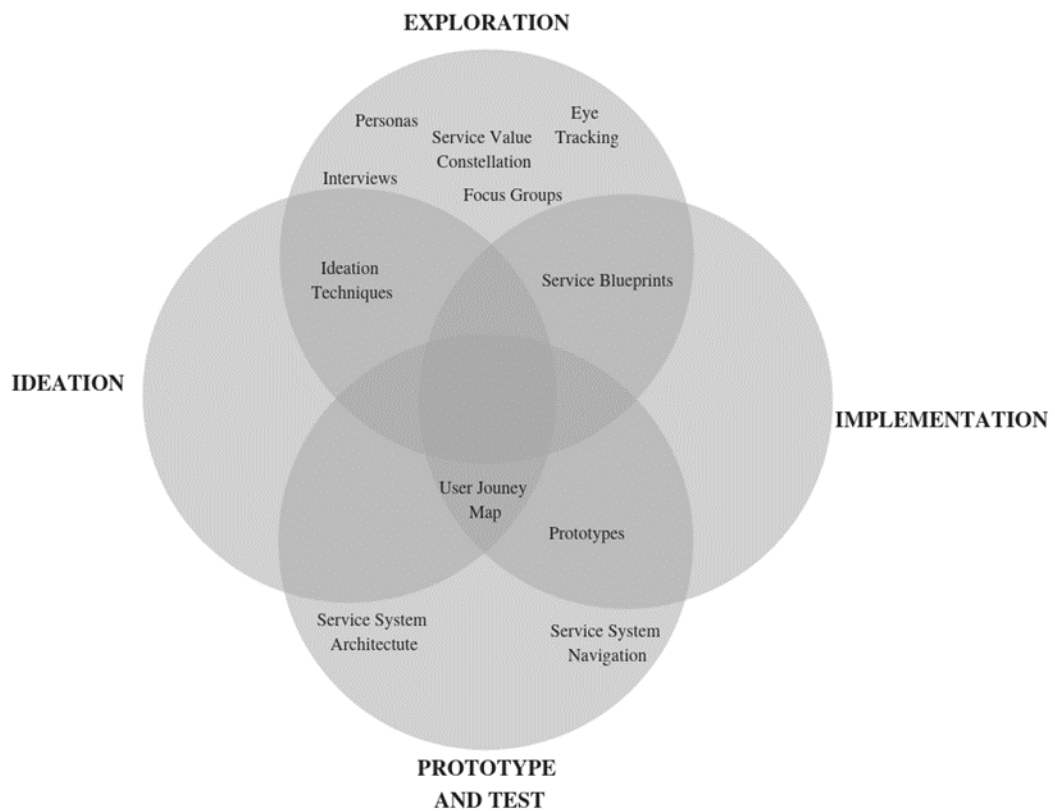 EXPLORATION
Personas
Eye
Tracking
Service Value
Constellation
Interviews
Focus Groups
Ideation
Techniques
Service Blueprints
IDEATION
IMPLEMENTATION
User Jouney
Map
Prototypes
Service System
Architectute
Service System
Navigation
PROTOTYPE
AND TEST